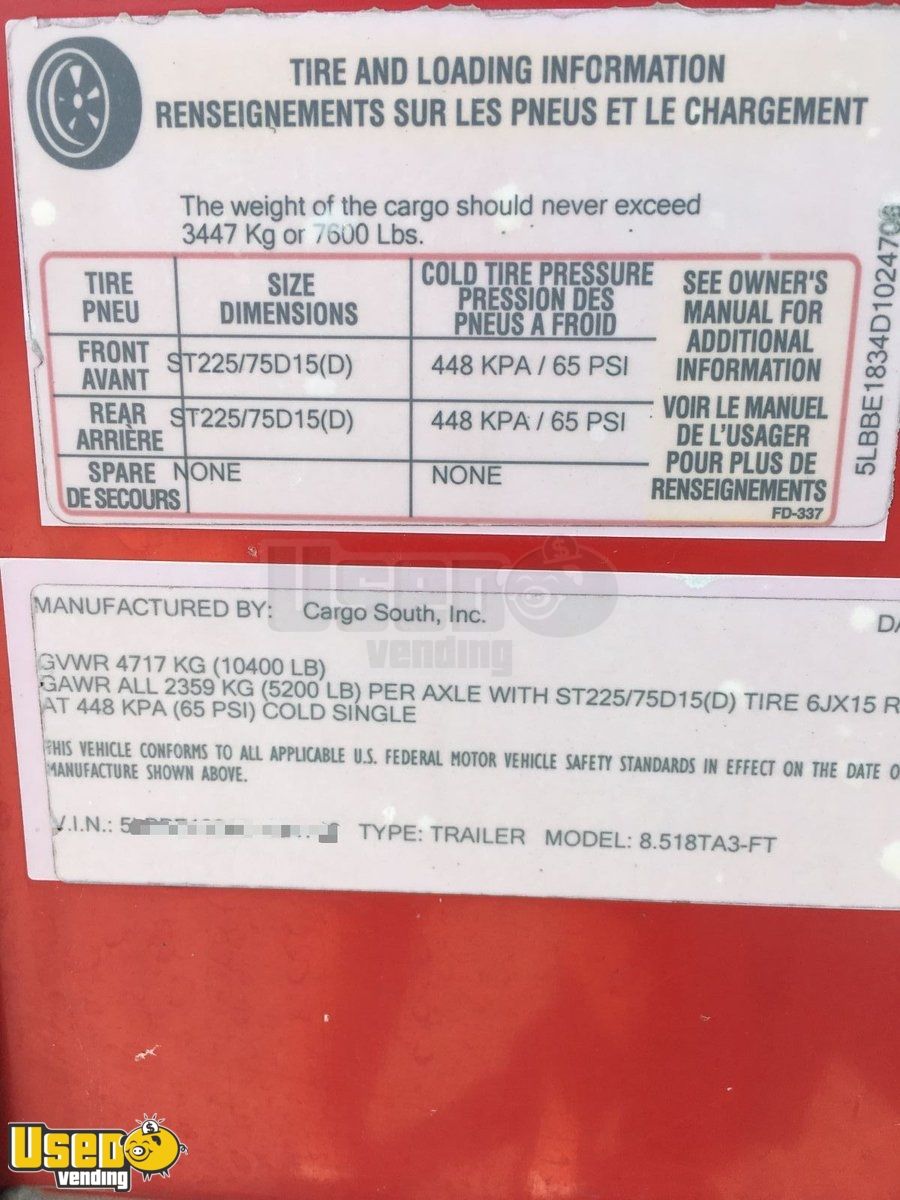 TIRE AND LOADING INFORMATION
RENSEIGNEMENTS SUR LES PNEUS ET LE CHARGEMENT
The weight of the cargo should never exceed
3447 Kg or 7600 Lbs.
TIRE
PNEU
SIZE
DIMENSIONS
COLD TIRE PRESSURE
PRESSION DES
PNEUS A FROID
SEE OWNER'S
MANUAL FOR
ADDITIONAL
INFORMATION
VOIR LE MANUEL
DE L'USAGER
POUR PLUS DE
RENSEIGNEMENTS
FRONT
AVANT
ST225/75D15(D)
448 KPA / 65 PSI
REAR
ARRIÈRE
ST225/75D15(D)
448 KPA / 65 PSI
SPARE
DE SECOURS
NONE
NONE
FD-337
5LBBE1834D1024706
MANUFACTURED BY: Cargo South, Inc. DA
GVWR 4717 KG (10400 LB)
GAWR ALL 2359 KG (5200 LB) PER AXLE WITH ST225/75D15(D) TIRE 6JX15 R
AT 448 KPA (65 PSI) COLD SINGLE
THIS VEHICLE CONFORMS TO ALL APPLICABLE U.S. FEDERAL MOTOR VEHICLE SAFETY STANDARDS IN EFFECT ON THE DATE O
MANUFACTURE SHOWN ABOVE.
V.I.N.: TYPE: TRAILER MODEL: 8.518TA3-FT
Used
vending
Used
vending